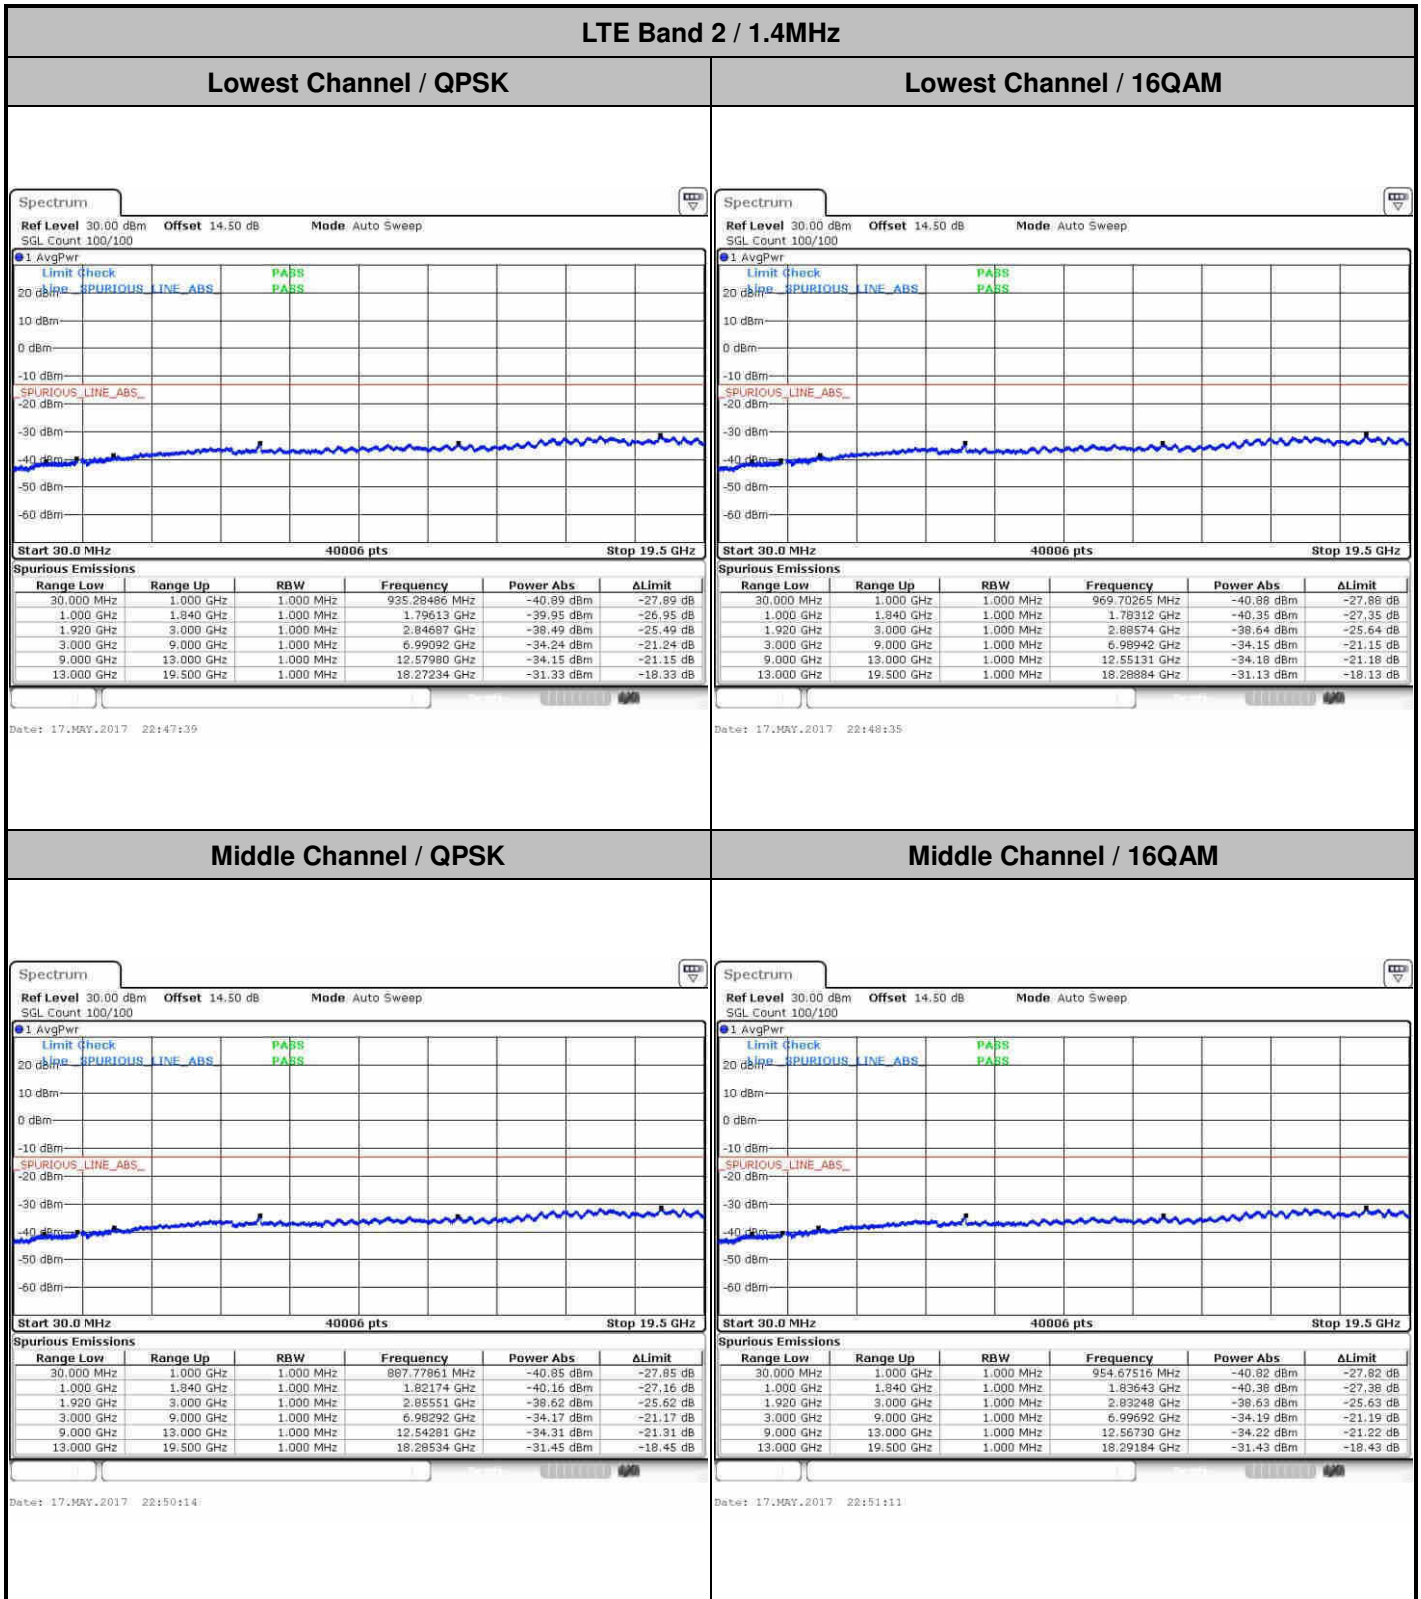 LTE Band 2 / 1.4MHz
Lowest Channel / QPSK
Lowest Channel / 16QAM
Spectrum
Ref Level 30.00 dBm Offset 14.50 dB Mode Auto Sweep
SGL Count 100/100
1 AvgPwr
Limit Check PASS
Line _SPURIOUS_LINE_ABS_ PASS
20 dBm
10 dBm
0 dBm
-10 dBm
_SPURIOUS_LINE_ABS_
-20 dBm
-30 dBm
-40 dBm
-50 dBm
-60 dBm
Start 30.0 MHz 40006 pts Stop 19.5 GHz
Spurious Emissions
Range Low Range Up RBW Frequency Power Abs ΔLimit
30.000 MHz 1.000 GHz 1.000 MHz 935.28486 MHz -40.89 dBm -27.89 dB
1.000 GHz 1.840 GHz 1.000 MHz 1.79613 GHz -39.95 dBm -26.95 dB
1.920 GHz 3.000 GHz 1.000 MHz 2.84687 GHz -38.49 dBm -25.49 dB
3.000 GHz 9.000 GHz 1.000 MHz 6.99092 GHz -34.24 dBm -21.24 dB
9.000 GHz 13.000 GHz 1.000 MHz 12.57980 GHz -34.15 dBm -21.15 dB
13.000 GHz 19.500 GHz 1.000 MHz 18.27234 GHz -31.33 dBm -18.33 dB
Date: 17.MAY.2017 22:47:39
Spectrum
Ref Level 30.00 dBm Offset 14.50 dB Mode Auto Sweep
SGL Count 100/100
1 AvgPwr
Limit Check PASS
Line _SPURIOUS_LINE_ABS_ PASS
20 dBm
10 dBm
0 dBm
-10 dBm
_SPURIOUS_LINE_ABS_
-20 dBm
-30 dBm
-40 dBm
-50 dBm
-60 dBm
Start 30.0 MHz 40006 pts Stop 19.5 GHz
Spurious Emissions
Range Low Range Up RBW Frequency Power Abs ΔLimit
30.000 MHz 1.000 GHz 1.000 MHz 969.70265 MHz -40.88 dBm -27.88 dB
1.000 GHz 1.840 GHz 1.000 MHz 1.78312 GHz -40.35 dBm -27.35 dB
1.920 GHz 3.000 GHz 1.000 MHz 2.88574 GHz -38.64 dBm -25.64 dB
3.000 GHz 9.000 GHz 1.000 MHz 6.98942 GHz -34.15 dBm -21.15 dB
9.000 GHz 13.000 GHz 1.000 MHz 12.55131 GHz -34.18 dBm -21.18 dB
13.000 GHz 19.500 GHz 1.000 MHz 18.28884 GHz -31.13 dBm -18.13 dB
Date: 17.MAY.2017 22:48:35
Middle Channel / QPSK
Middle Channel / 16QAM
Spectrum
Ref Level 30.00 dBm Offset 14.50 dB Mode Auto Sweep
SGL Count 100/100
1 AvgPwr
Limit Check PASS
Line _SPURIOUS_LINE_ABS_ PASS
20 dBm
10 dBm
0 dBm
-10 dBm
_SPURIOUS_LINE_ABS_
-20 dBm
-30 dBm
-40 dBm
-50 dBm
-60 dBm
Start 30.0 MHz 40006 pts Stop 19.5 GHz
Spurious Emissions
Range Low Range Up RBW Frequency Power Abs ΔLimit
30.000 MHz 1.000 GHz 1.000 MHz 887.77861 MHz -40.85 dBm -27.85 dB
1.000 GHz 1.840 GHz 1.000 MHz 1.82174 GHz -40.16 dBm -27.16 dB
1.920 GHz 3.000 GHz 1.000 MHz 2.85551 GHz -38.62 dBm -25.62 dB
3.000 GHz 9.000 GHz 1.000 MHz 6.98292 GHz -34.17 dBm -21.17 dB
9.000 GHz 13.000 GHz 1.000 MHz 12.54281 GHz -34.31 dBm -21.31 dB
13.000 GHz 19.500 GHz 1.000 MHz 18.28534 GHz -31.45 dBm -18.45 dB
Date: 17.MAY.2017 22:50:14
Spectrum
Ref Level 30.00 dBm Offset 14.50 dB Mode Auto Sweep
SGL Count 100/100
1 AvgPwr
Limit Check PASS
Line _SPURIOUS_LINE_ABS_ PASS
20 dBm
10 dBm
0 dBm
-10 dBm
_SPURIOUS_LINE_ABS_
-20 dBm
-30 dBm
-40 dBm
-50 dBm
-60 dBm
Start 30.0 MHz 40006 pts Stop 19.5 GHz
Spurious Emissions
Range Low Range Up RBW Frequency Power Abs ΔLimit
30.000 MHz 1.000 GHz 1.000 MHz 954.67516 MHz -40.82 dBm -27.82 dB
1.000 GHz 1.840 GHz 1.000 MHz 1.83643 GHz -40.38 dBm -27.38 dB
1.920 GHz 3.000 GHz 1.000 MHz 2.83248 GHz -38.63 dBm -25.63 dB
3.000 GHz 9.000 GHz 1.000 MHz 6.99692 GHz -34.19 dBm -21.19 dB
9.000 GHz 13.000 GHz 1.000 MHz 12.56730 GHz -34.22 dBm -21.22 dB
13.000 GHz 19.500 GHz 1.000 MHz 18.29184 GHz -31.43 dBm -18.43 dB
Date: 17.MAY.2017 22:51:11